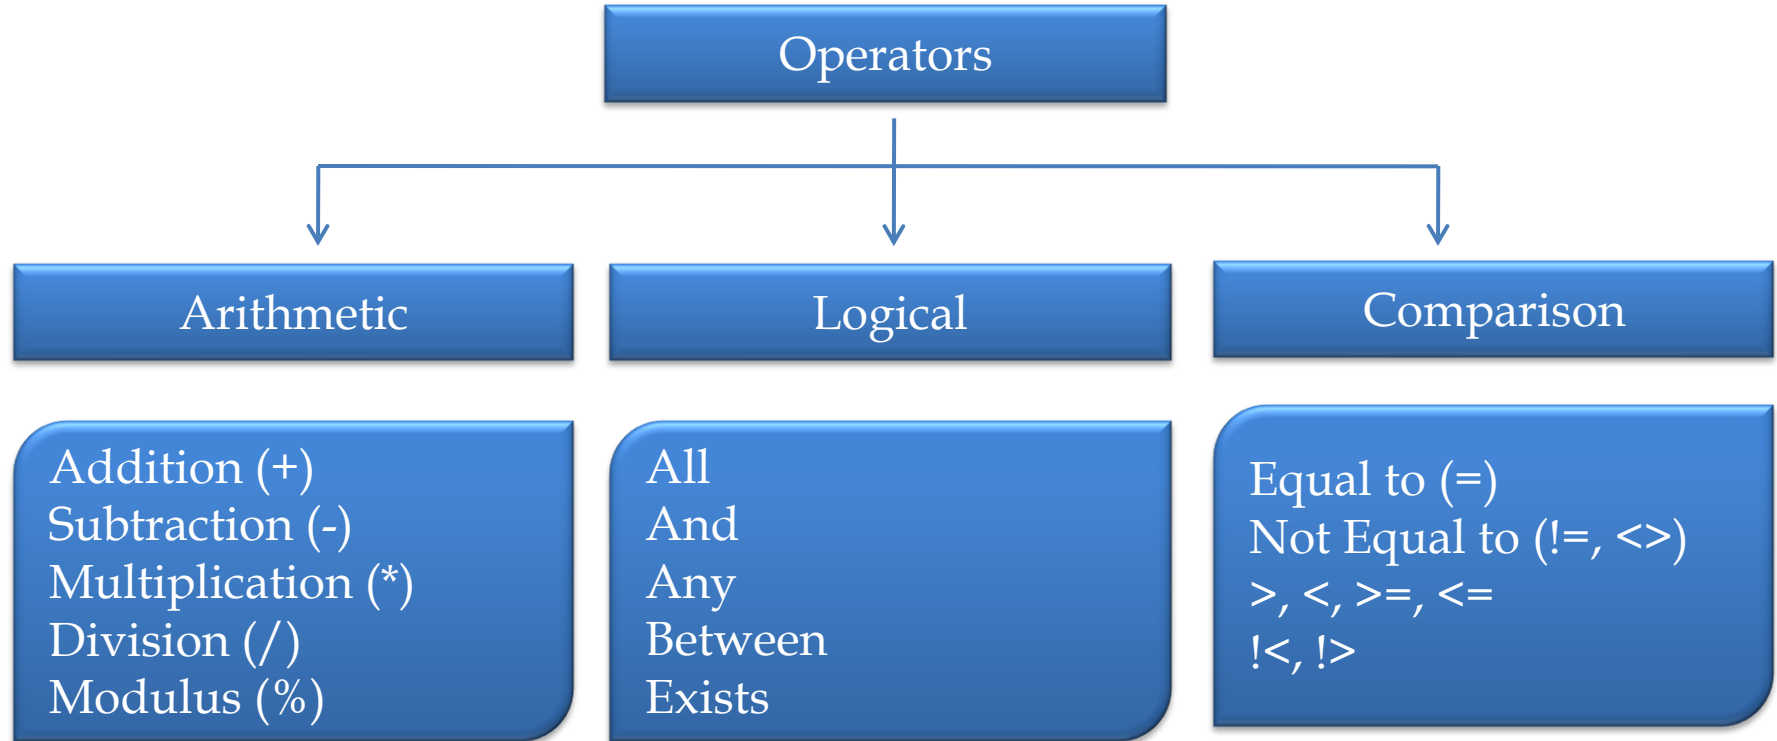 Operators
Arithmetic
Logical
Comparison
Addition (+)
Subtraction (-)
Multiplication (*)
Division (/)
Modulus (%)
All
And
Any
Between
Exists
Equal to (=)
Not Equal to (!=, <>)
>, <, >=, <=
!<, !>